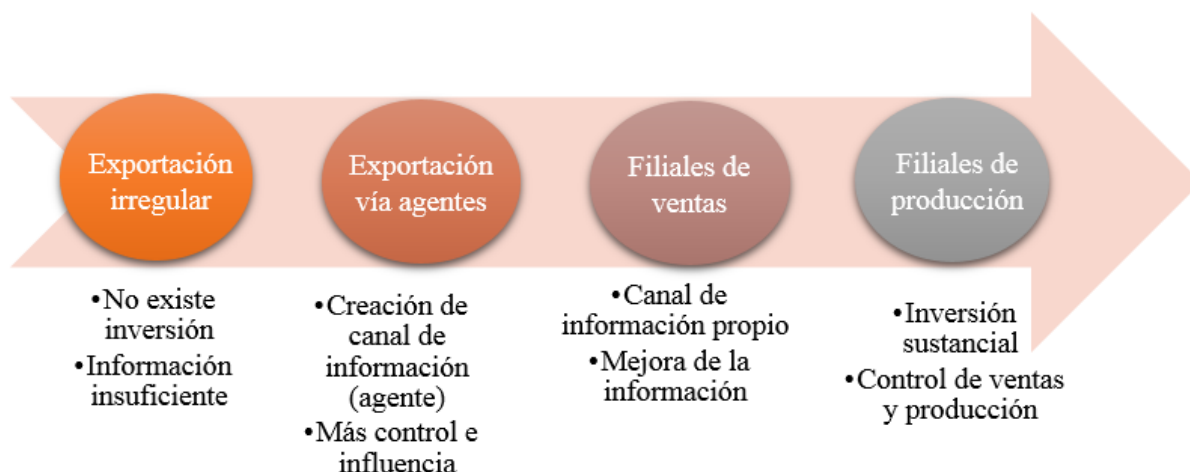 Exportación
irregular
•No existe
inversión
•Información
insuficiente
Exportación
vía agentes
•Creación de
canal de
información
(agente)
•Más control e
influencia
Filiales de
ventas
•Canal de
información propio
•Mejora de la
información
Filiales de
producción
•Inversión
sustancial
•Control de ventas
y producción